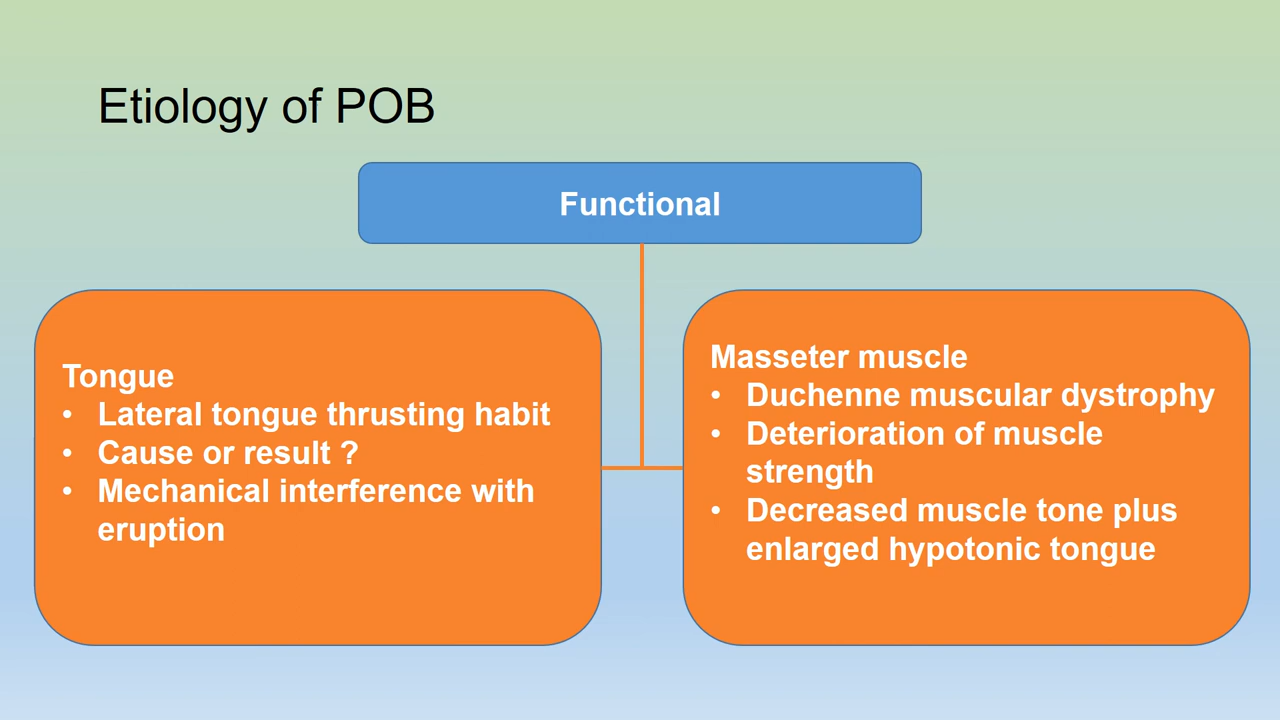 Etiology of POB
Functional
Tongue
• Lateral tongue thrusting habit
• Cause or result ?
• Mechanical interference with
eruption
Masseter muscle
• Duchenne muscular dystrophy
• Deterioration of muscle
strength
• Decreased muscle tone plus
enlarged hypotonic tongue